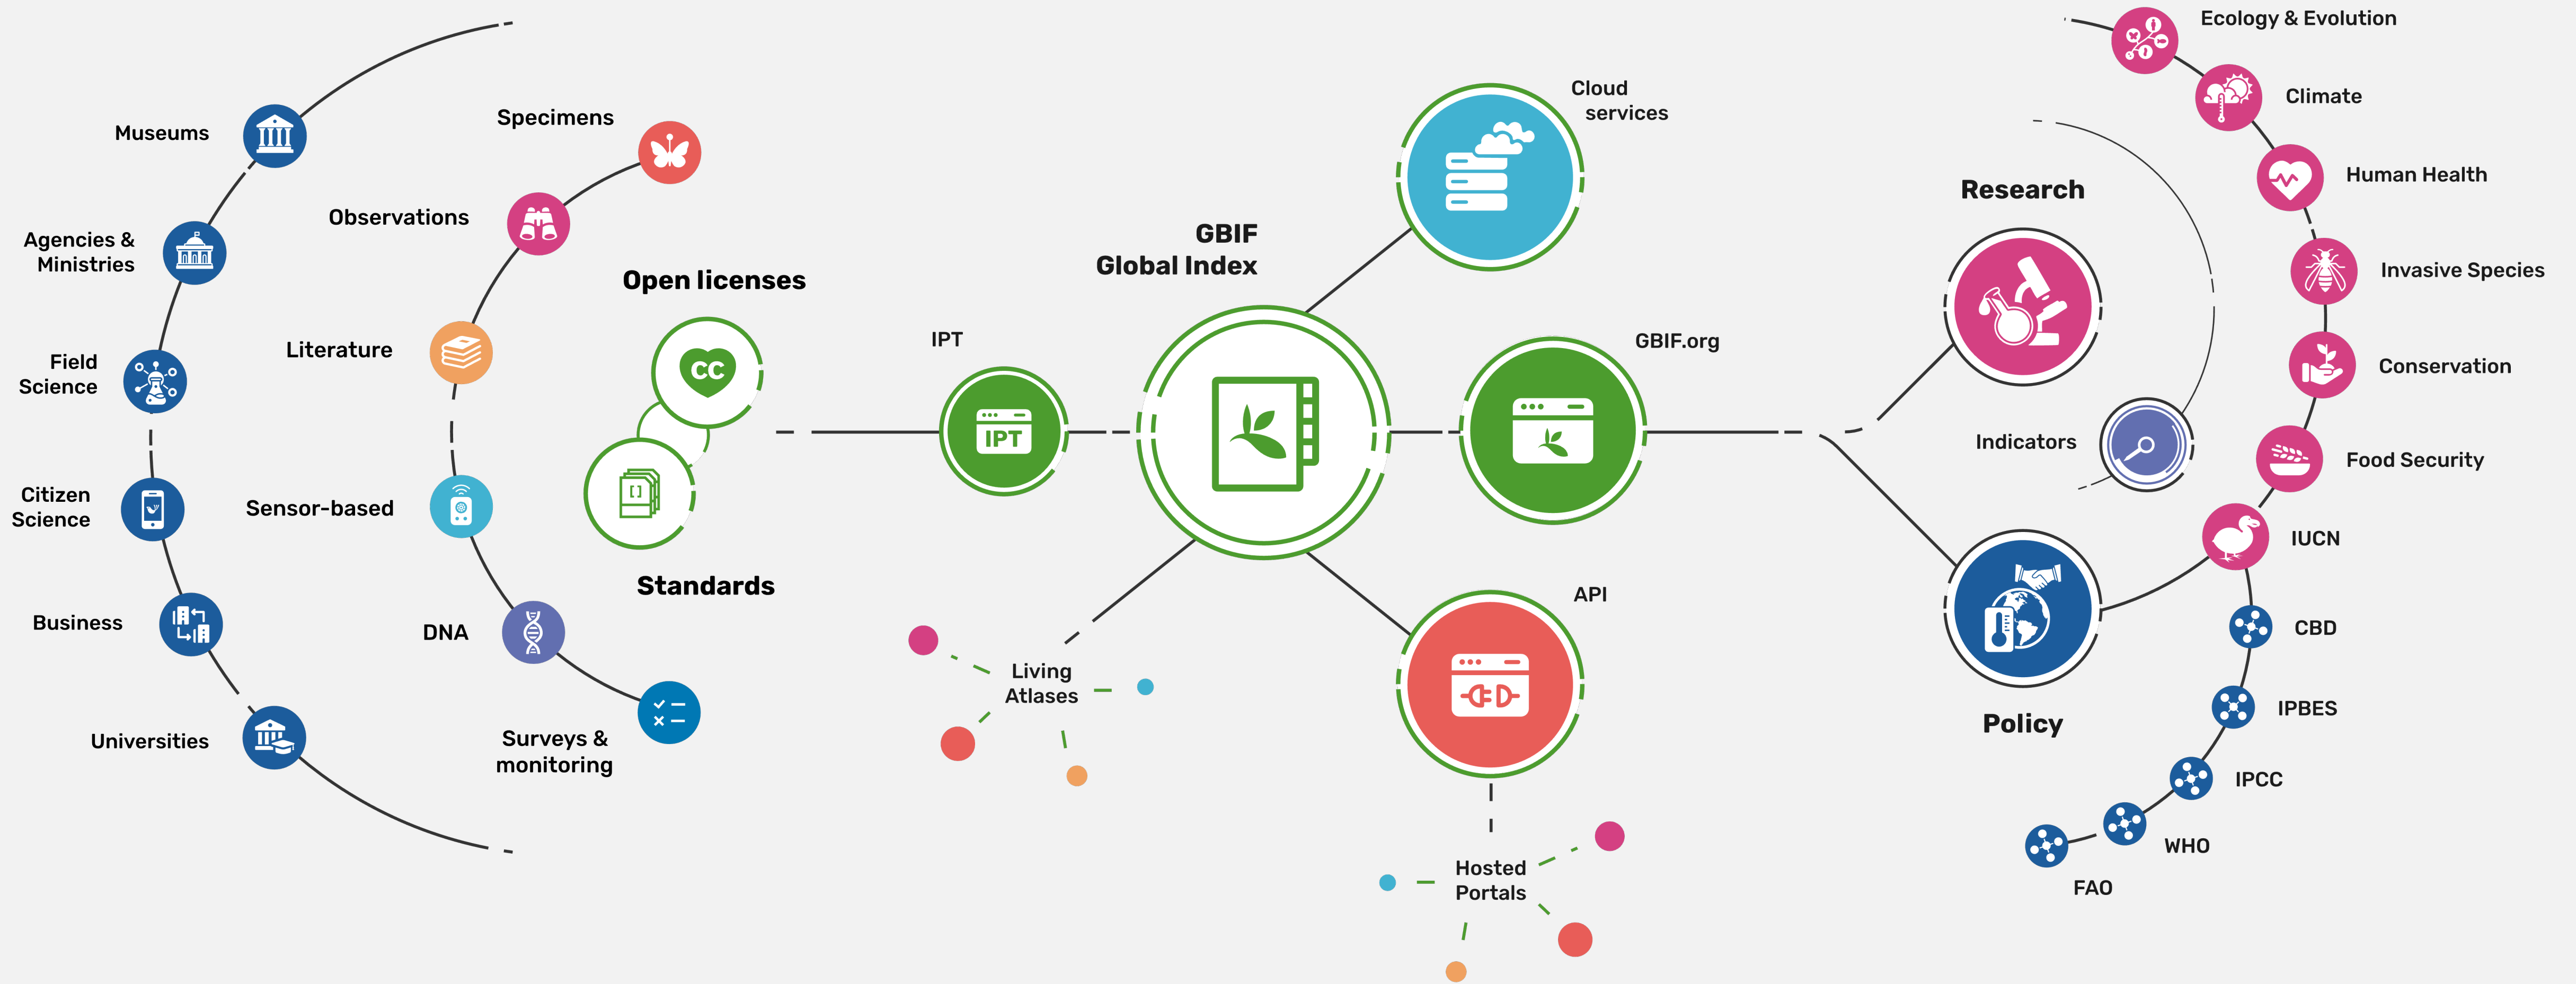 Museums
Agencies &
Ministries
Field
Science
Citizen
Science
Business
Universities
Specimens
Observations
Literature
Sensor-based
DNA
Surveys &
monitoring
Open licenses
CC
[ ]
Standards
IPT
IPT
GBIF
Global Index
Cloud
services
GBIF.org
API
Living
Atlases
Hosted
Portals
Research
Indicators
Policy
Ecology & Evolution
Climate
Human Health
Invasive Species
Conservation
Food Security
IUCN
CBD
IPBES
IPCC
WHO
FAO